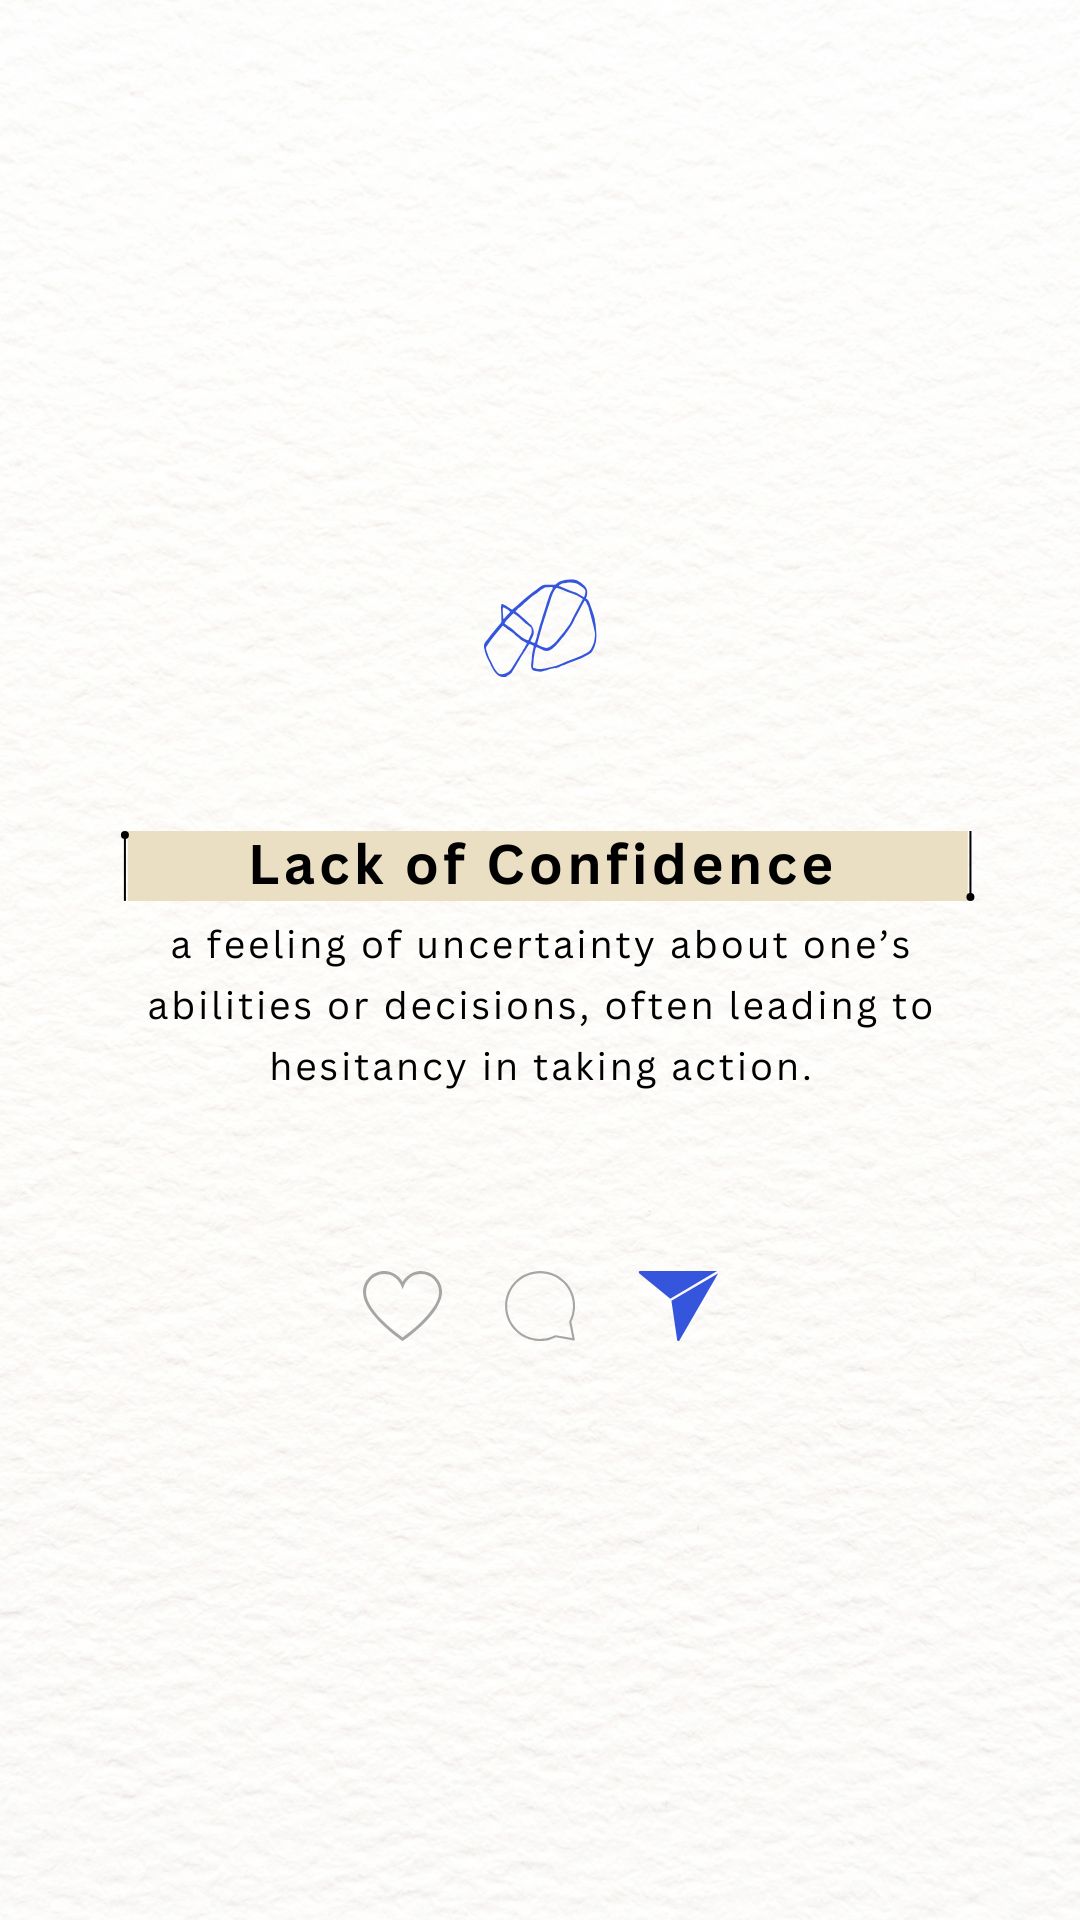 Lack of Confidence
a feeling of uncertainty about one’s
abilities or decisions, often leading to
hesitancy in taking action.